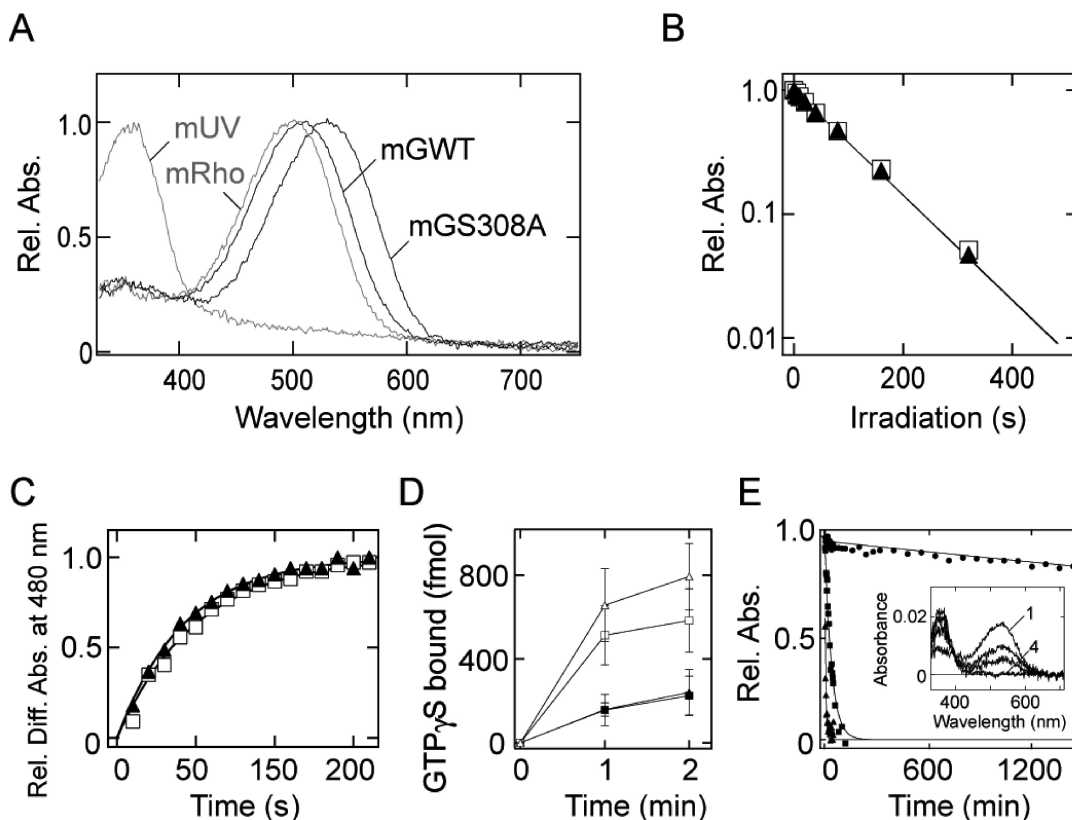 A
Rel. Abs.
1.0
0.5
0
mUV
mRho
mGWT
mGS308A
400 500 600 700
Wavelength (nm)
B
Rel. Abs.
1.0
0.1
0.01
0 200 400
Irradiation (s)
C
Rel. Diff. Abs. at 480 nm
1.0
0.5
0
0 50 150 200
Time (s)
D
GTPγS bound (fmol)
800
400
0
0 1 2
Time (min)
E
Rel. Abs.
1.0
0.5
0
0 600 1200
Time (min)
Absorbance
0.02
0
1
4
400 600
Wavelength (nm)